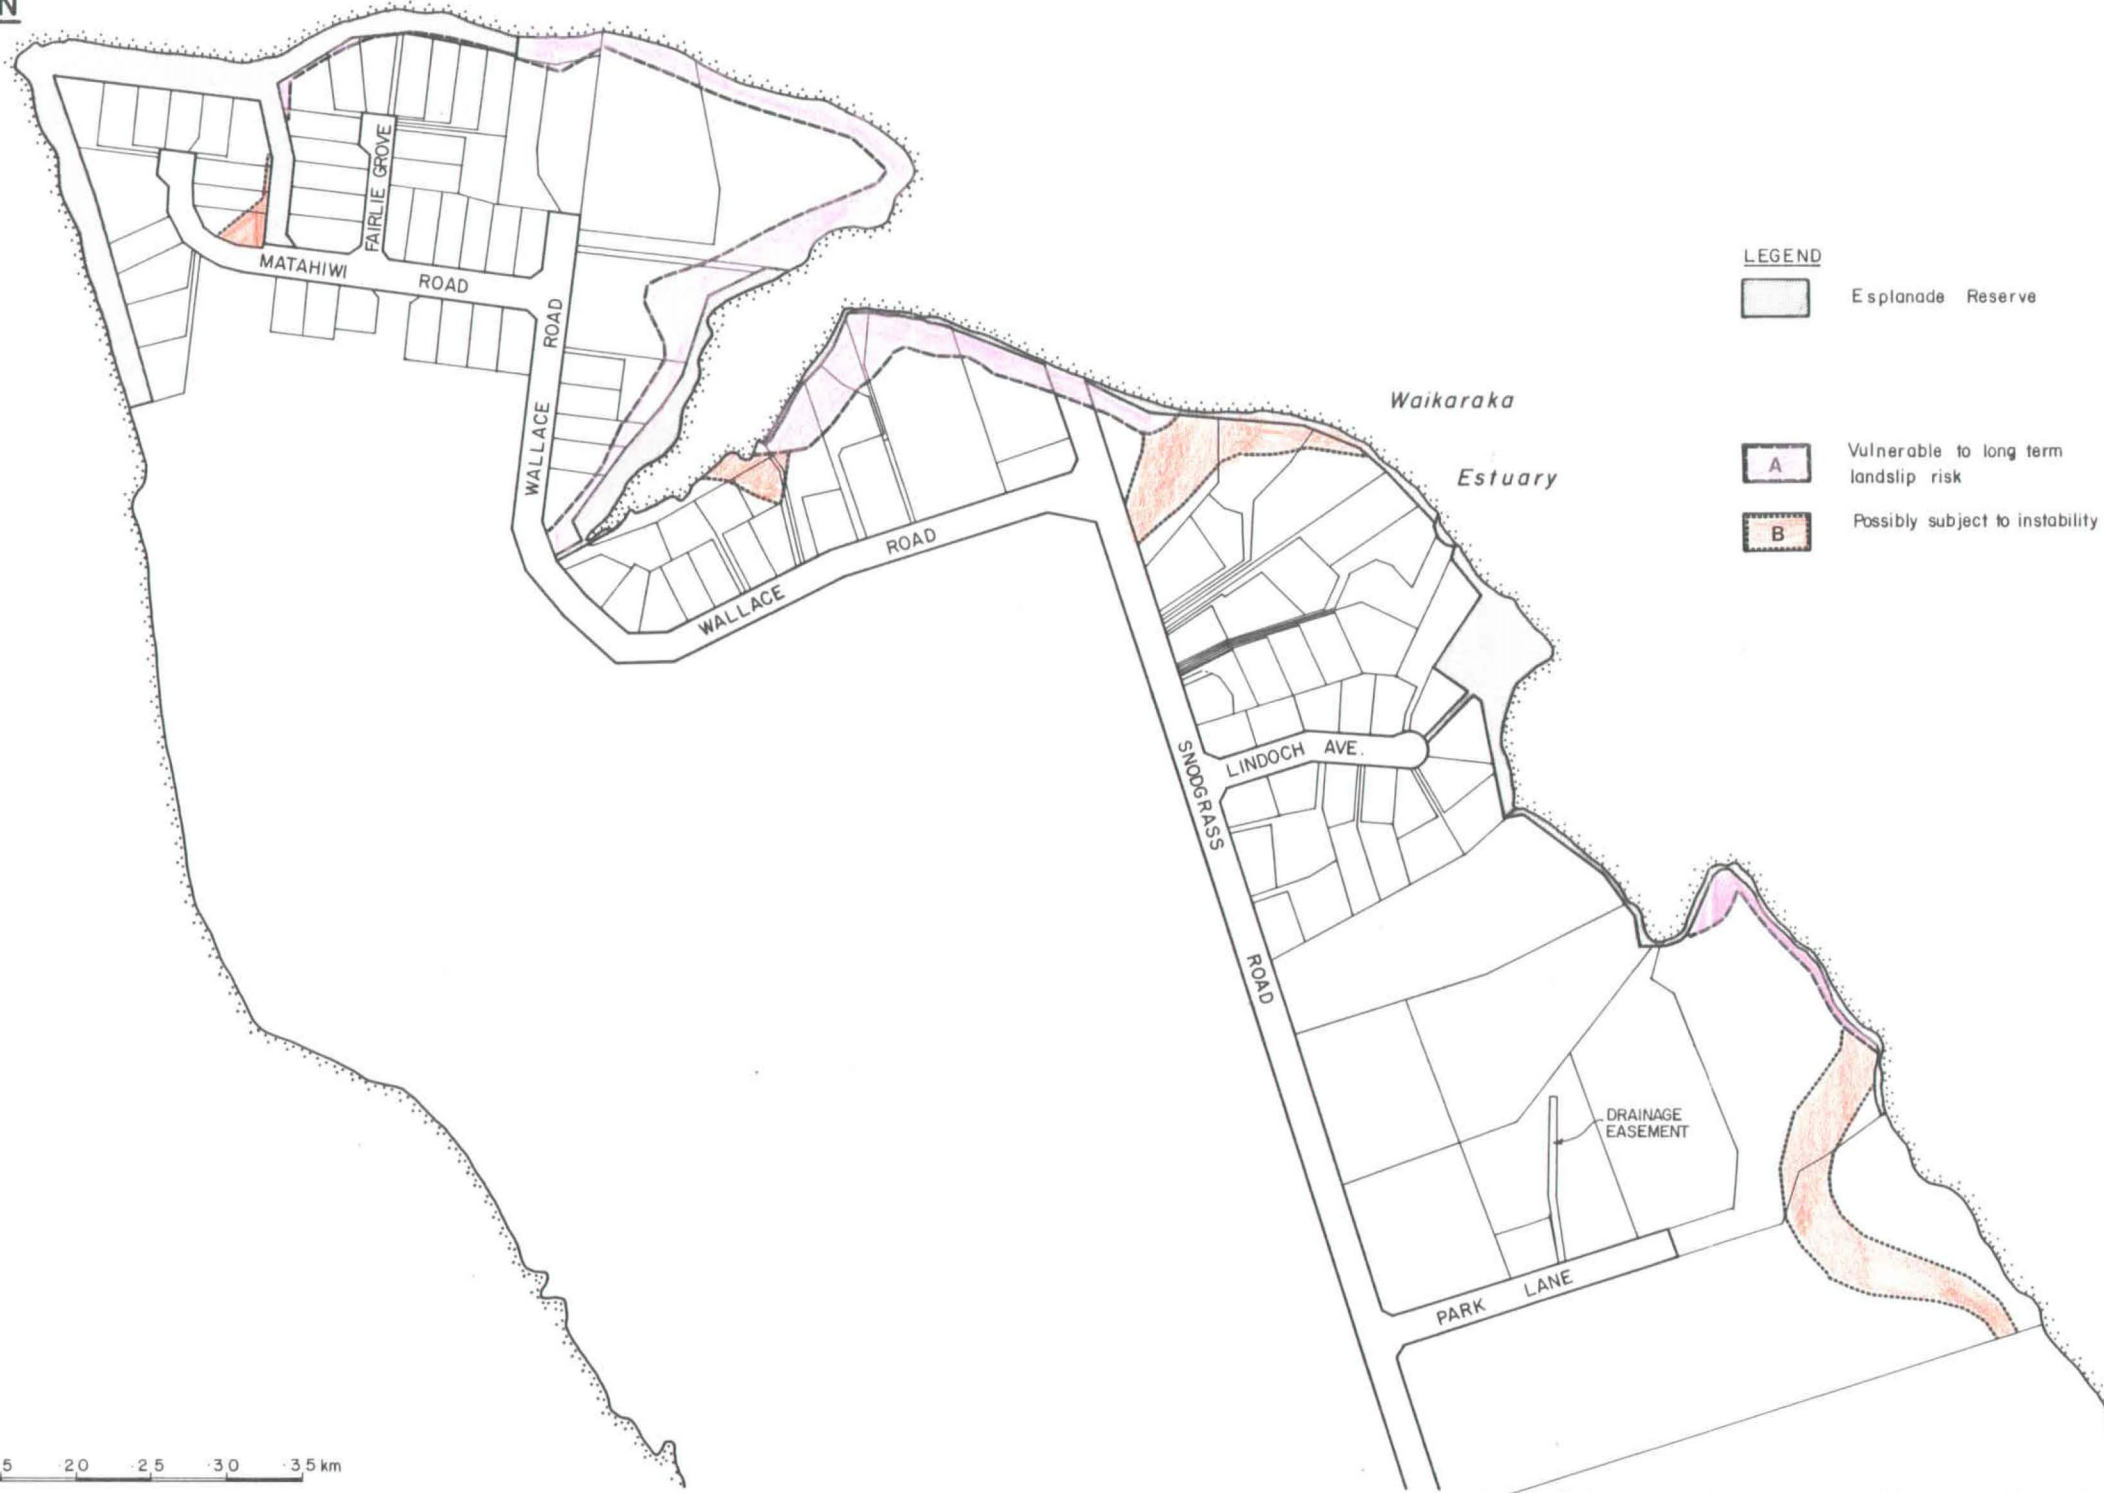 N
FAIRLIE GROVE
MATAHIWI ROAD
WALLACE ROAD
WALLACE ROAD
SNODGRASS ROAD
LINDOCH AVE.
PARK LANE
DRAINAGE
EASEMENT
Waikaraka
Estuary
LEGEND
Esplanade Reserve
A
Vulnerable to long term
landslip risk
B
Possibly subject to instability
5 ·20 ·25 ·30 ·35 km